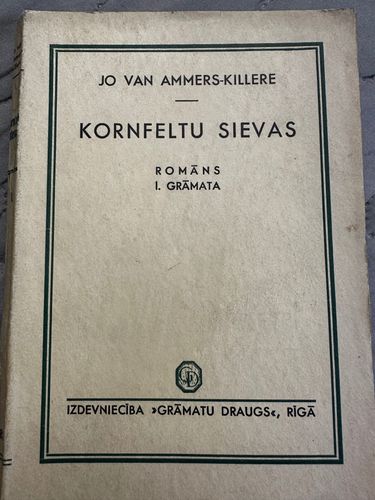 JO VAN AMMERS-KILLERE
KORNFELTU SIEVAS
ROMĀNS
I. GRĀMATA
IZDEVNIECĪBA »GRĀMATU DRAUGS«, RĪGĀ